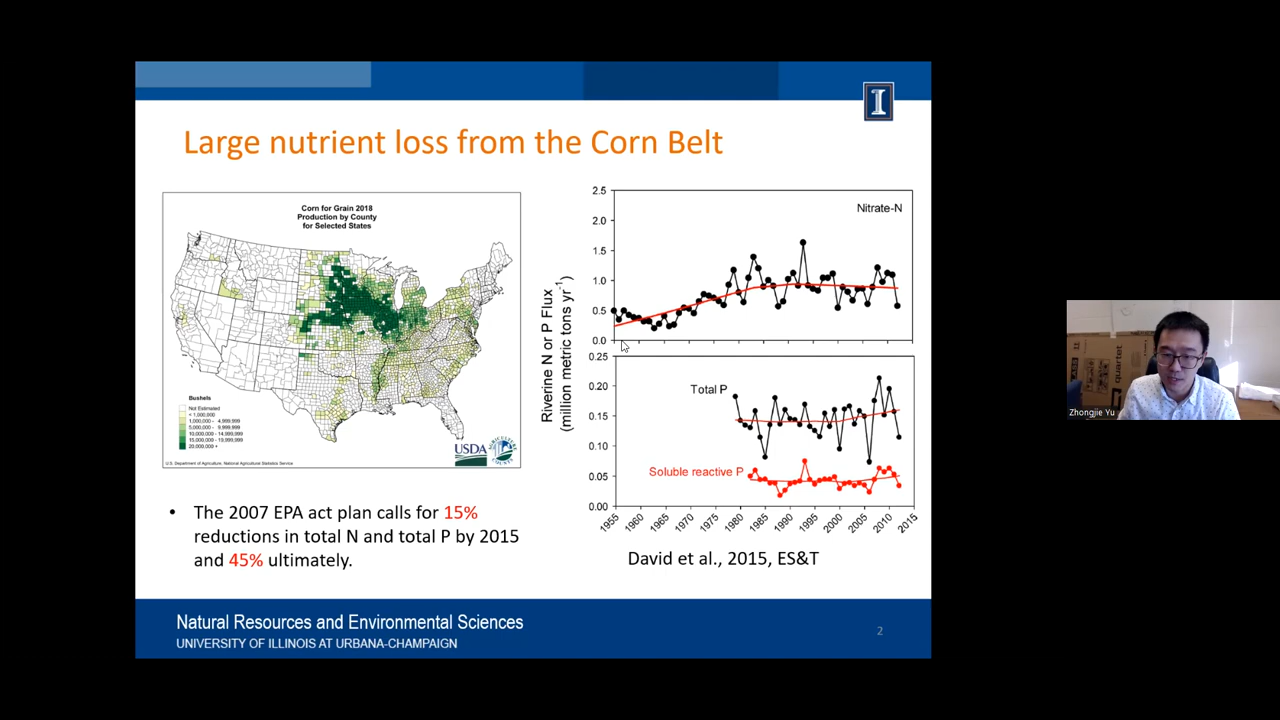 Large nutrient loss from the Corn Belt
Corn for Grain 2018
Production by County
for Selected States
Bushels
Not Estimated
< 1,000,000
1,000,000 - 4,999,999
5,000,000 - 9,999,999
10,000,000 - 14,999,999
15,000,000 - 19,999,999
20,000,000 +
U.S. Department of Agriculture, National Agricultural Statistics Service
USDA
Riverine N or P Flux
(million metric tons yr-1)
2.5
2.0
1.5
1.0
0.5
0.0
Nitrate-N
0.25
0.20
0.15
0.10
0.05
0.00
Total P
Soluble reactive P
1955
1960
1965
1970
1975
1980
1985
1990
1995
2000
2005
2010
2015
David et al., 2015, ES&T
• The 2007 EPA act plan calls for 15%
reductions in total N and total P by 2015
and 45% ultimately.
Natural Resources and Environmental Sciences
UNIVERSITY OF ILLINOIS AT URBANA-CHAMPAIGN
2
I
quartet
Zhongjie Yu